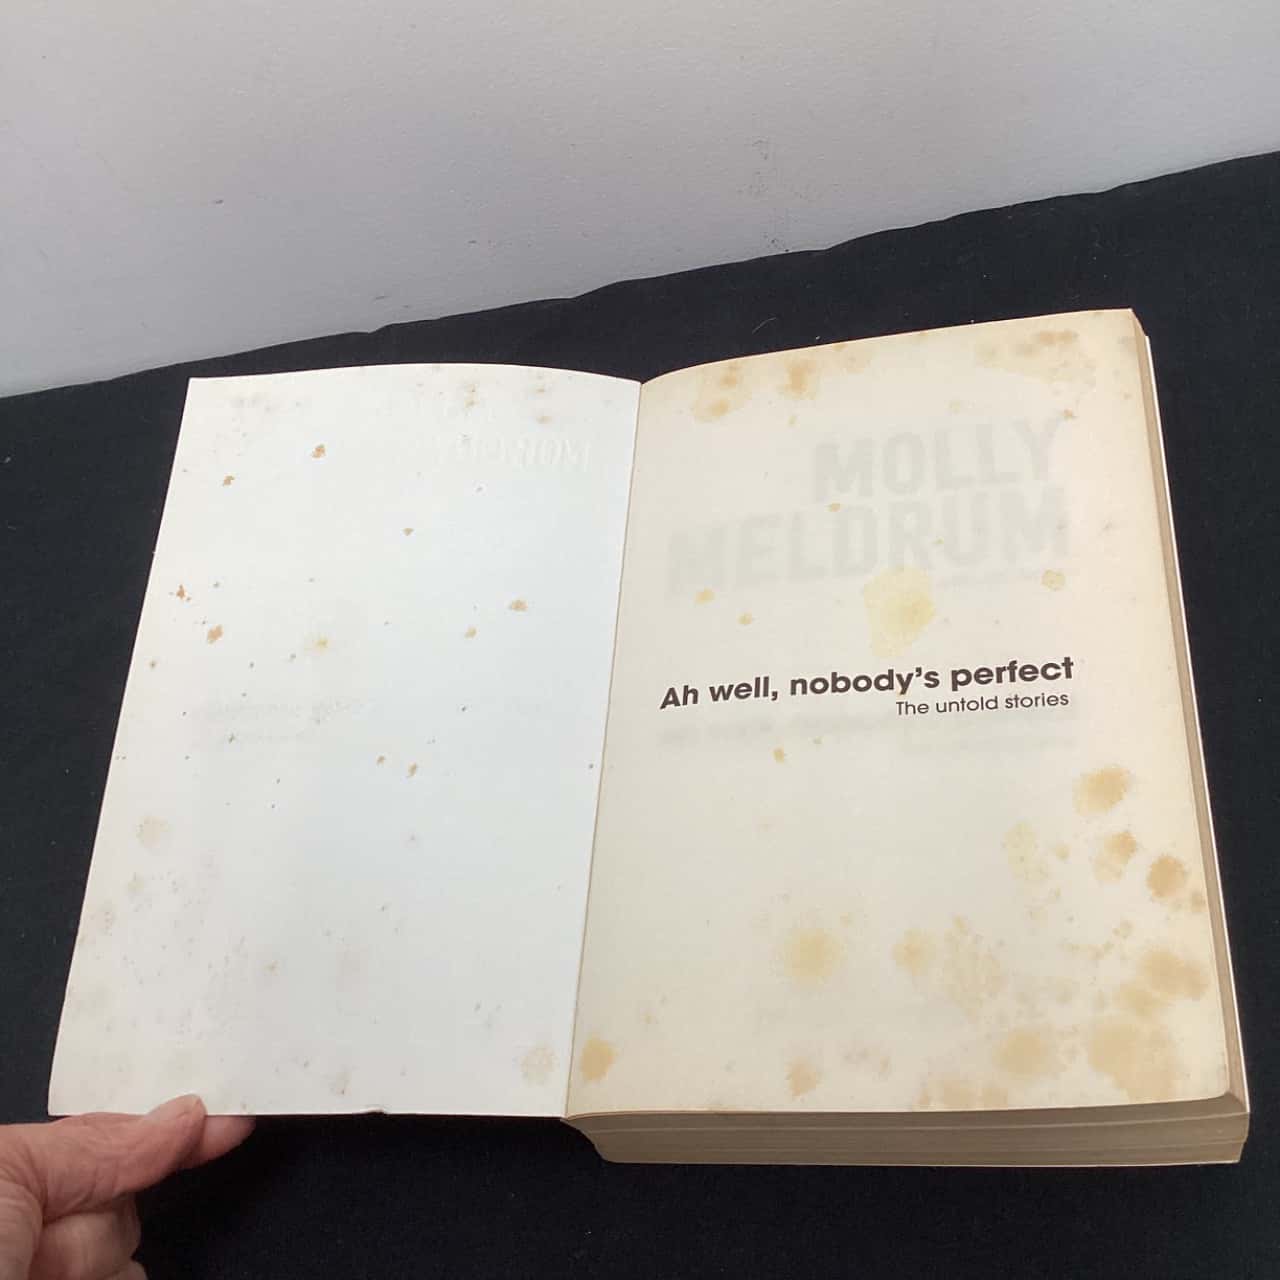 MOLLY
MELDRUM
Ah well, nobody's perfect
The untold stories